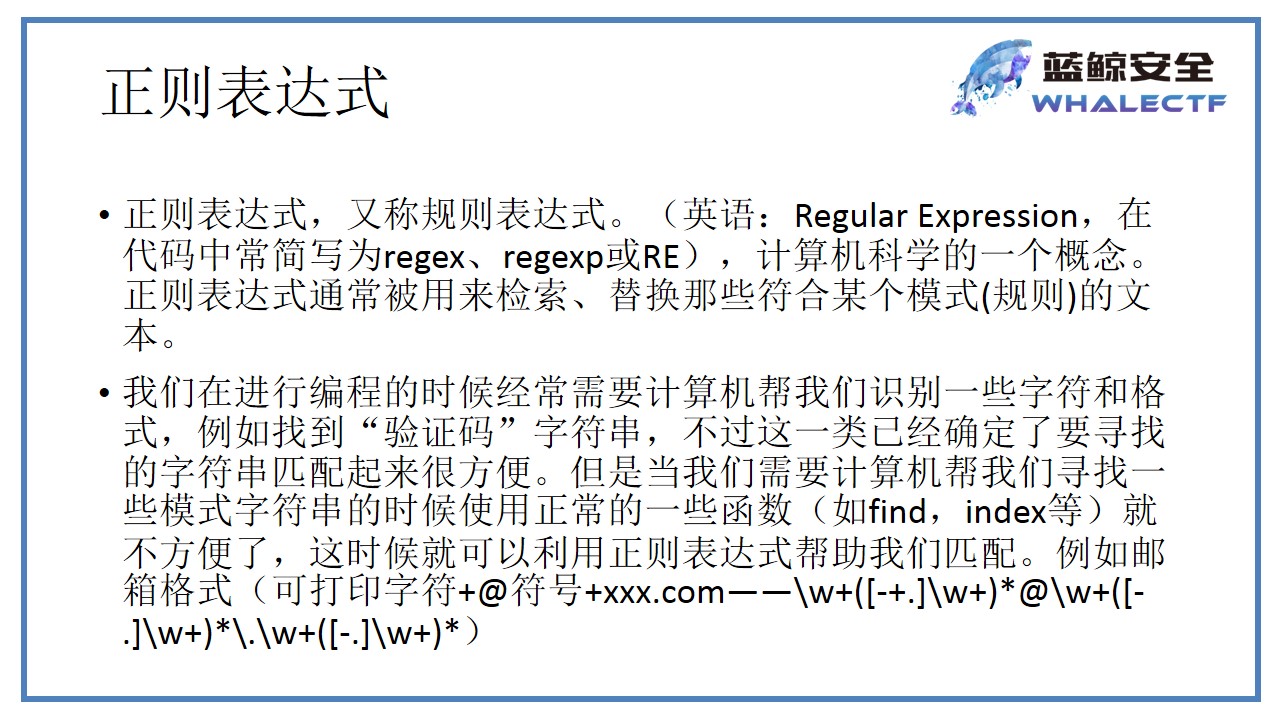 正则表达式
蓝鲸安全
WHALECTF
• 正则表达式，又称规则表达式。（英语：Regular Expression，在
代码中常简写为regex、regexp或RE），计算机科学的一个概念。
正则表达式通常被用来检索、替换那些符合某个模式(规则)的文
本。
• 我们在进行编程的时候经常需要计算机帮我们识别一些字符和格
式，例如找到“验证码”字符串，不过这一类已经确定了要寻找
的字符串匹配起来很方便。但是当我们需要计算机帮我们寻找一
些模式字符串的时候使用正常的一些函数（如find，index等）就
不方便了，这时候就可以利用正则表达式帮助我们匹配。例如邮
箱格式（可打印字符+@符号+xxx.com——\w+([-+.]\w+)*@\w+([-
.]\w+)*\.\w+([-.]\w+)*）